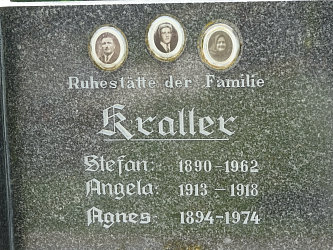 Ruhestätte der Familie
Kraller
Stefan: 1890-1962
Angela: 1913-1918
Agnes: 1894-1974